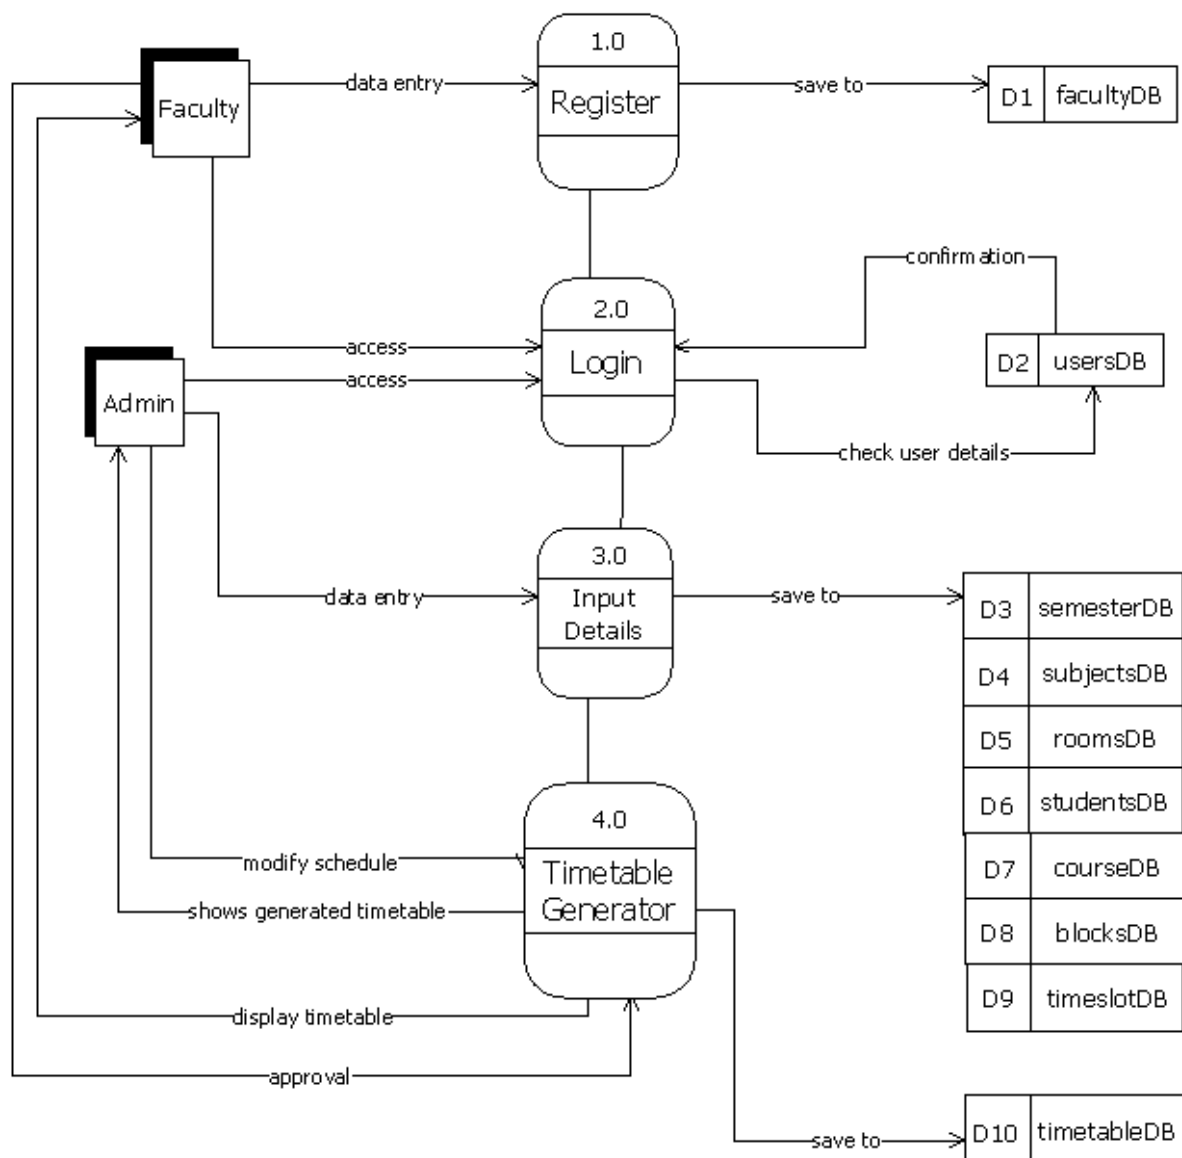 1.0
Faculty
data entry
Register
save to
D1 facultyDB
confirmation
2.0
access
Login
D2 usersDB
access
Admin
check user details
3.0
data entry
Input
Details
save to
D3 semesterDB
D4 subjectsDB
D5 roomsDB
D6 studentsDB
D7 courseDB
D8 blocksDB
D9 timeslotDB
4.0
modify schedule
Timetable
Generator
shows generated timetable
display timetable
approval
save to
D10 timetableDB